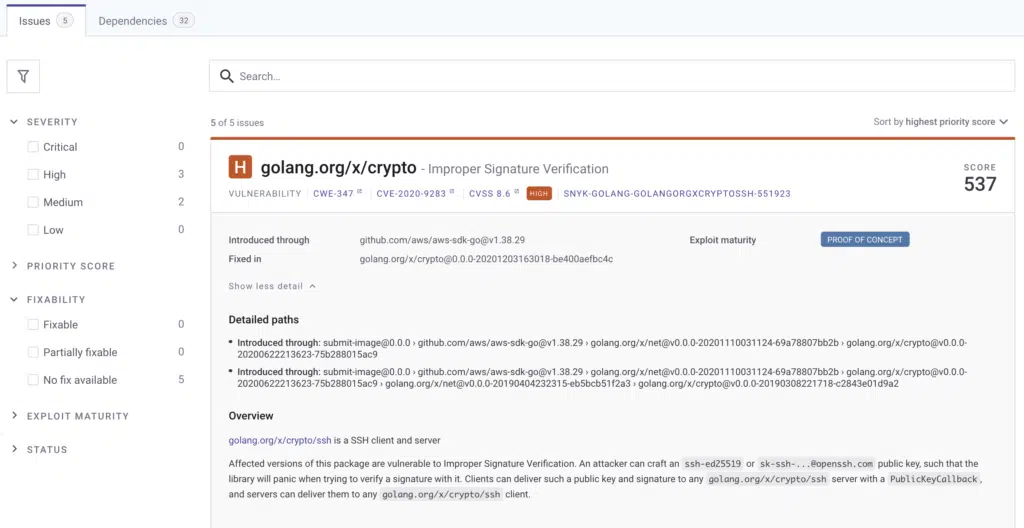 Issues 5 Dependencies 32
Search...
SEVERITY
5 of 5 issues
Sort by highest priority score
Critical 0
High 3
Medium 2
Low 0
PRIORITY SCORE
FIXABILITY
Fixable 0
Partially fixable 0
No fix available 5
EXPLOIT MATURITY
STATUS
H golang.org/x/crypto - Improper Signature Verification
SCORE
537
VULNERABILITY CWE-347 CVE-2020-9283 CVSS 8.6 HIGH SNYK-GOLANG-GOLANGORGXCRYPTOSSH-551923
Introduced through github.com/aws/aws-sdk-go@v1.38.29 Exploit maturity PROOF OF CONCEPT
Fixed in golang.org/x/crypto@0.0.0-20201203163018-be400aefbc4c
Show less detail
Detailed paths
• Introduced through: submit-image@0.0.0 › github.com/aws/aws-sdk-go@v1.38.29 › golang.org/x/net@v0.0.0-20201110031124-69a78807bb2b › golang.org/x/crypto@v0.0.0-
20200622213623-75b288015ac9
• Introduced through: submit-image@0.0.0 › github.com/aws/aws-sdk-go@v1.38.29 › golang.org/x/net@v0.0.0-20201110031124-69a78807bb2b › golang.org/x/crypto@v0.0.0-
20200622213623-75b288015ac9 › golang.org/x/net@v0.0.0-20190404232315-eb5bcb51f2a3 › golang.org/x/crypto@v0.0.0-20190308221718-c2843e01d9a2
Overview
golang.org/x/crypto/ssh is a SSH client and server
Affected versions of this package are vulnerable to Improper Signature Verification. An attacker can craft an ssh-ed25519 or sk-ssh-...@openssh.com public key, such that the
library will panic when trying to verify a signature with it. Clients can deliver such a public key and signature to any golang.org/x/crypto/ssh server with a PublicKeyCallback,
and servers can deliver them to any golang.org/x/crypto/ssh client.